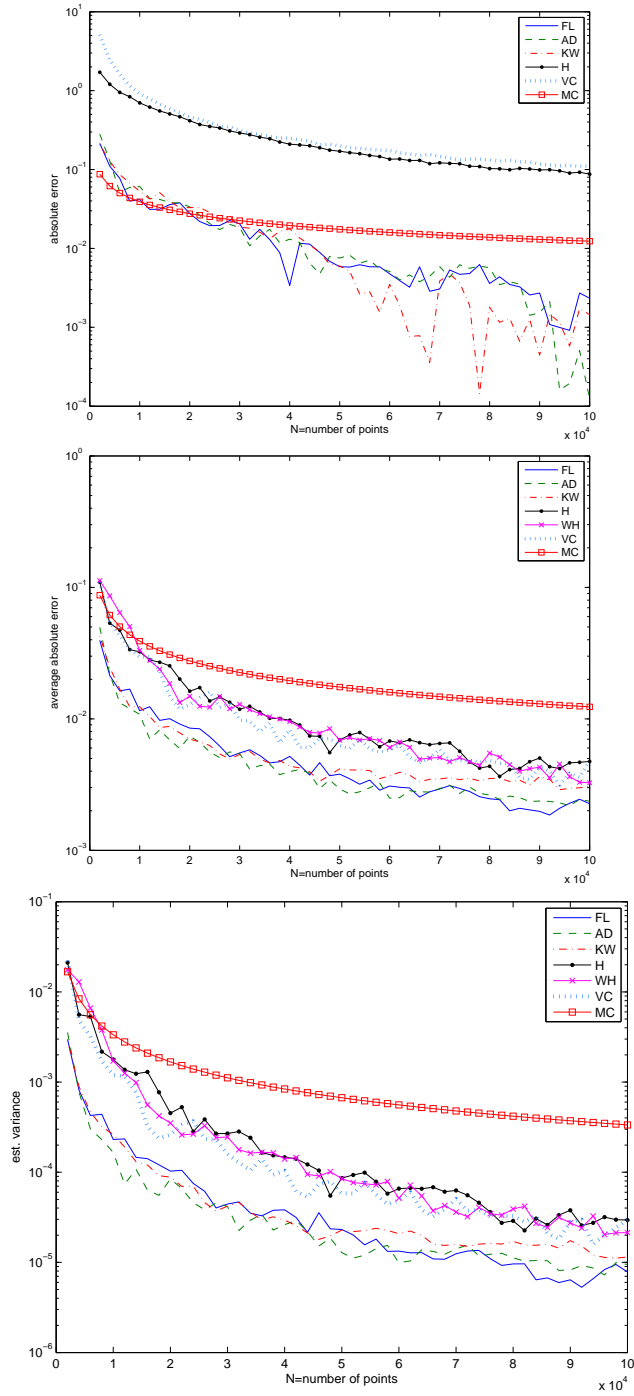 10^1
10^0
10^-1
10^-2
10^-3
10^-4
absolute error
0 1 2 3 4 5 6 7 8 9 10
x 10^4
N=number of points
FL
AD
KW
H
VC
MC
10^0
10^-1
10^-2
10^-3
average absolute error
0 1 2 3 4 5 6 7 8 9 10
x 10^4
N=number of points
FL
AD
KW
H
WH
VC
MC
10^-1
10^-2
10^-3
10^-4
10^-5
10^-6
est. variance
0 1 2 3 4 5 6 7 8 9 10
x 10^4
N=number of points
FL
AD
KW
H
WH
VC
MC